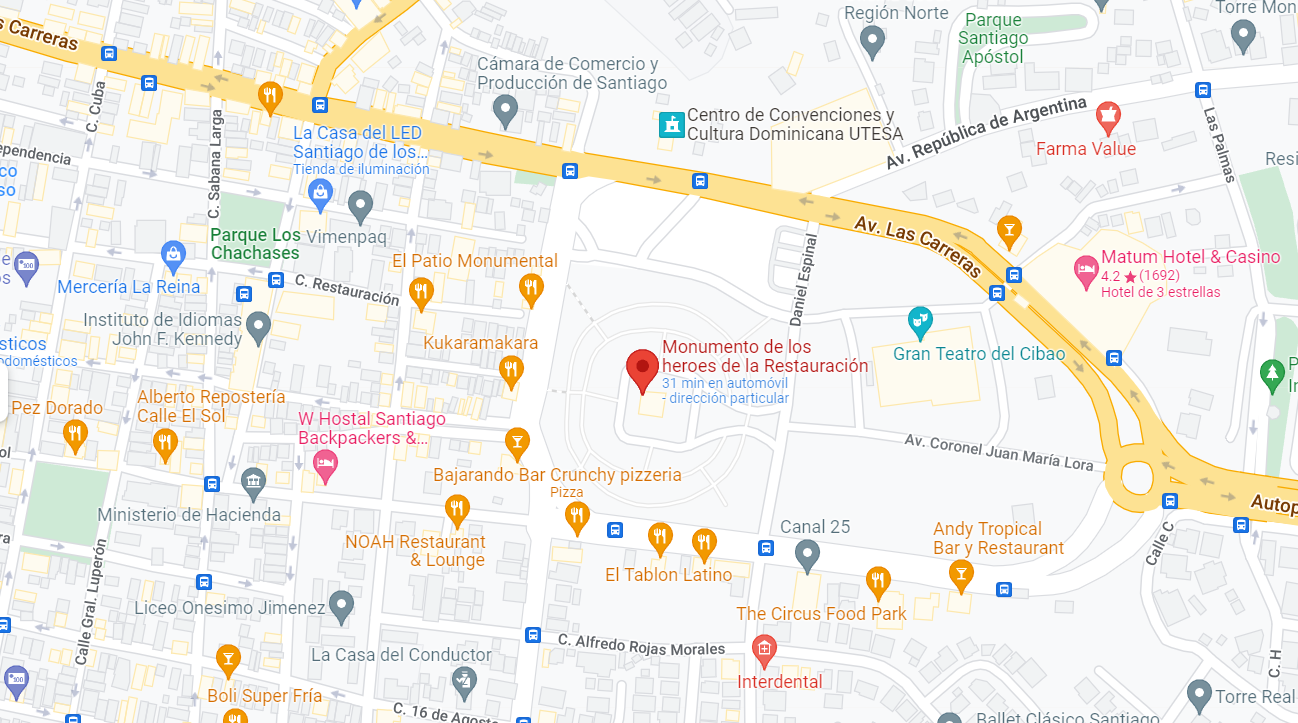 s Carreras
Región Norte
Parque
Santiago
Apóstol
Torre Mon
Cámara de Comercio y
Producción de Santiago
C. Cuba
C. Sabana Larga
Centro de Convenciones y
Cultura Dominicana UTESA
Av. República de Argentina
Farma Value
Las Palmas
La Casa del LED
Santiago de los...
Tienda de iluminación
ependencia
co
so
Resi
Parque Los
Chachases
Vimenpaq
Av. Las Carreras
El Patio Monumental
Mercería La Reina
C. Restauración
Daniel Espinal
Matum Hotel & Casino
4.2 ★ (1692)
Hotel de 3 estrellas
e
os
Instituto de Idiomas
John F. Kennedy
Kukaramakara
Gran Teatro del Cibao
Monumento de los
heroes de la Restauración
31 min en automóvil
- dirección particular
sticos
odomésticos
P
In
Pez Dorado
Alberto Repostería
Calle El Sol
W Hostal Santiago
Backpackers &...
Av. Coronel Juan María Lora
ol
Bajarando Bar Crunchy pizzeria
Pizza
Autop
Ministerio de Hacienda
Canal 25
Andy Tropical
Bar y Restaurant
NOAH Restaurant
& Lounge
Calle C
ra
El Tablon Latino
Calle Gral. Luperón
Liceo Onesimo Jimenez
The Circus Food Park
C. Alfredo Rojas Morales
La Casa del Conductor
C. H
Interdental
Boli Super Fría
Torre Real
C. 16 de Agosto
Ballet Clásico Santiago